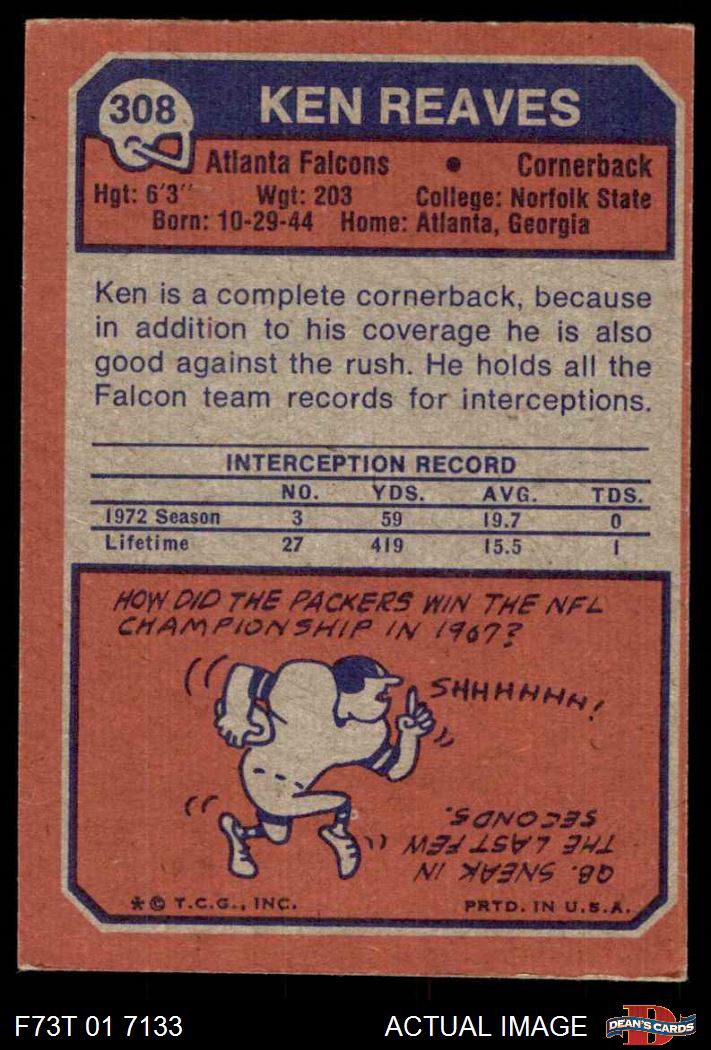 308
KEN REAVES
Atlanta Falcons • Cornerback
Hgt: 6'3" Wgt: 203 College: Norfolk State
Born: 10-29-44 Home: Atlanta, Georgia
Ken is a complete cornerback, because
in addition to his coverage he is also
good against the rush. He holds all the
Falcon team records for interceptions.
INTERCEPTION RECORD
NO. YDS. AVG. TDS.
1972 Season 3 59 19.7 0
Lifetime 27 419 15.5 1
HOW DID THE PACKERS WIN THE NFL
CHAMPIONSHIP IN 1967?
SHHHHHH!
QB. SNEAK IN
THE LAST FEW
SECONDS.
*© T.C.G., INC. PRTD. IN U.S.A.
F73T 01 7133 ACTUAL IMAGE
D
DEAN'S CARDS